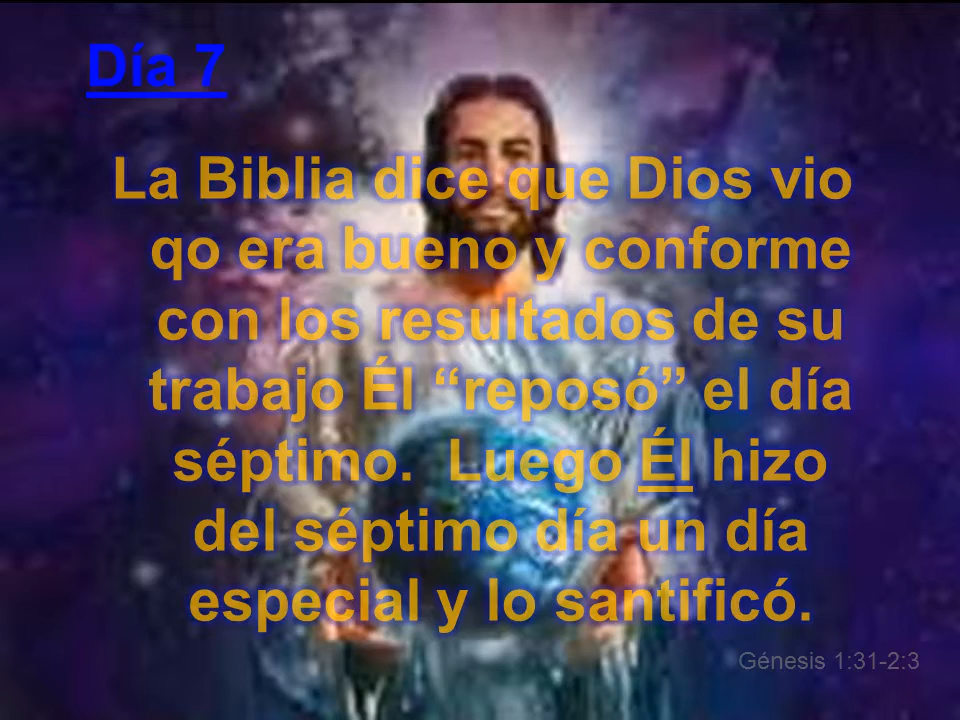 Día 7
La Biblia dice que Dios vio
qo era bueno y conforme
con los resultados de su
trabajo Él “reposó” el día
séptimo. Luego Él hizo
del séptimo día un día
especial y lo santificó.
Génesis 1:31-2:3